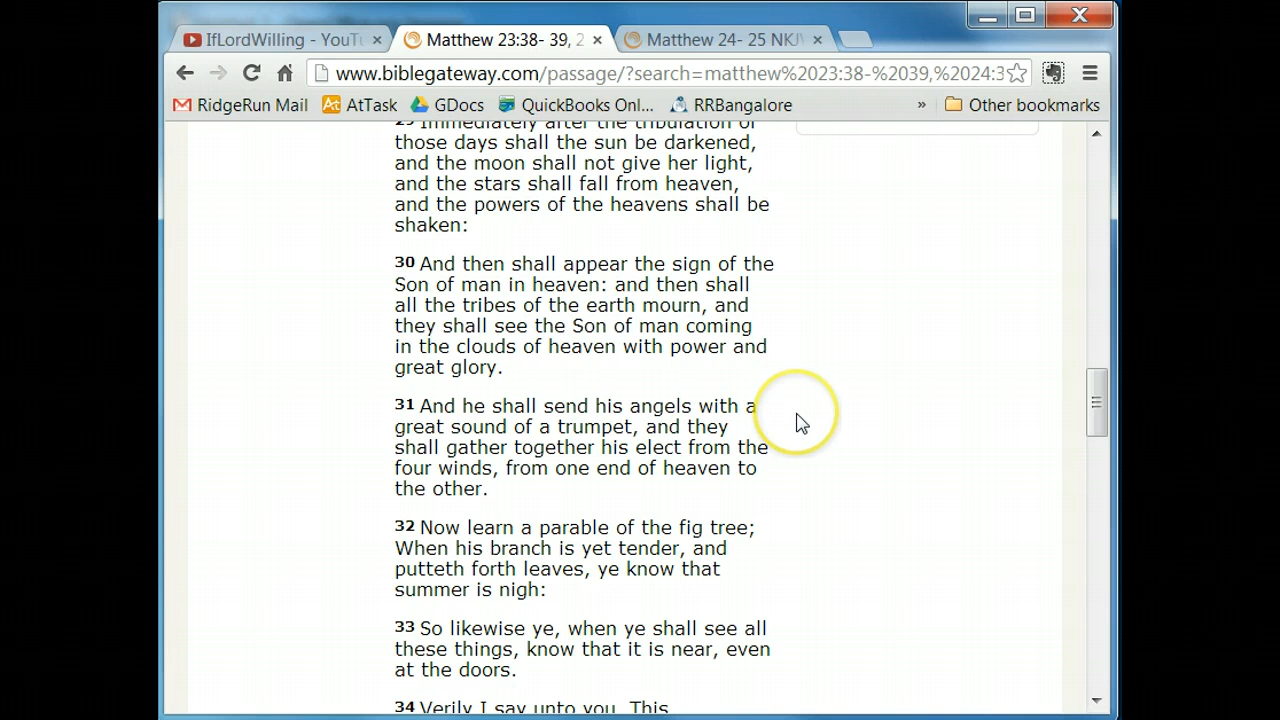 IfLordWilling - YouTu
Matthew 23:38- 39, 2
Matthew 24- 25 NKJV
www.biblegateway.com/passage/?search=matthew%2023:38-%2039,%2024:3
RidgeRun Mail
AtTask
GDocs
QuickBooks Onl...
RRBangalore
»
Other bookmarks
29 Immediately after the tribulation of
those days shall the sun be darkened,
and the moon shall not give her light,
and the stars shall fall from heaven,
and the powers of the heavens shall be
shaken:
30 And then shall appear the sign of the
Son of man in heaven: and then shall
all the tribes of the earth mourn, and
they shall see the Son of man coming
in the clouds of heaven with power and
great glory.
31 And he shall send his angels with a
great sound of a trumpet, and they
shall gather together his elect from the
four winds, from one end of heaven to
the other.
32 Now learn a parable of the fig tree;
When his branch is yet tender, and
putteth forth leaves, ye know that
summer is nigh:
33 So likewise ye, when ye shall see all
these things, know that it is near, even
at the doors.
34 Verily I say unto you, This